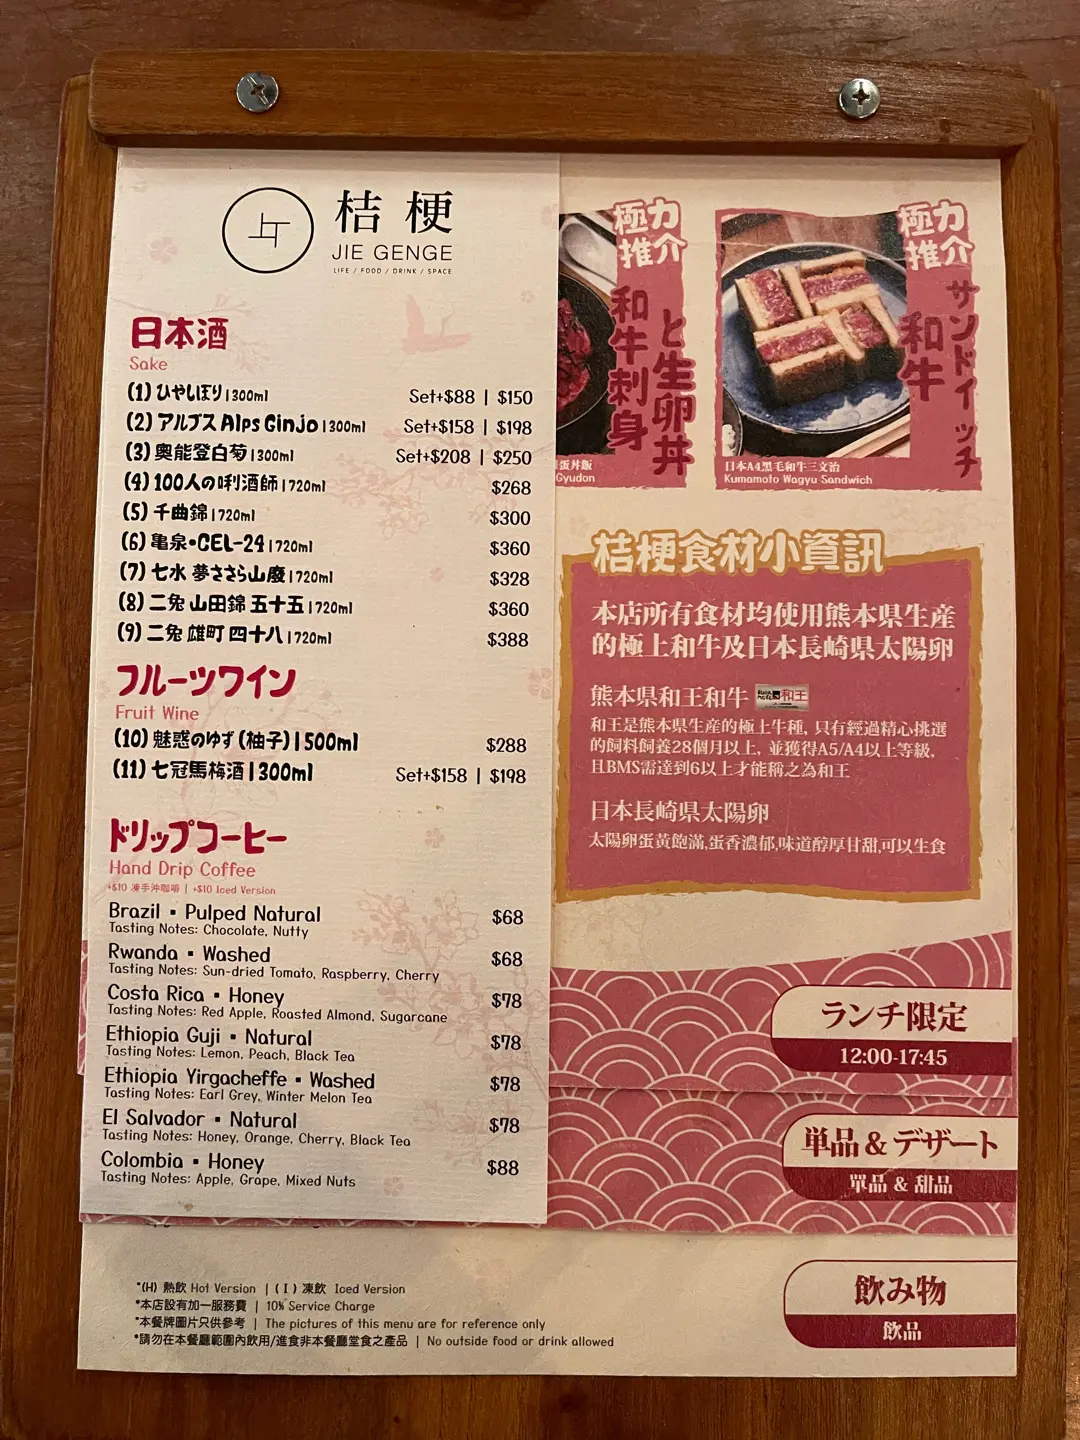 桔梗
JIE GENGE
LIFE / FOOD / DRINK / SPACE
日本酒
Sake
(1) ひやしぼり | 300ml Set+$88 | $150
(2) アルプス Alps Ginjo | 300ml Set+$158 | $198
(3) 奥能登白菊 | 300ml Set+$208 | $250
(4) 100人の唎酒師 | 720ml $268
(5) 千曲錦 | 720ml $300
(6) 亀泉•CEL-24 | 720ml $360
(7) 七水 夢ささら山廢 | 720ml $328
(8) 二兔 山田錦 五十五 | 720ml $360
(9) 二兔 雄町 四十八 | 720ml $388
フルーツワイン
Fruit Wine
(10) 魅惑のゆず (柚子) | 500ml $288
(11) 七冠馬梅酒 | 300ml Set+$158 | $198
ドリップコーヒー
Hand Drip Coffee
+$10 凍手沖咖啡 | +$10 Iced Version
Brazil ▪ Pulped Natural $68
Tasting Notes: Chocolate, Nutty
Rwanda ▪ Washed $68
Tasting Notes: Sun-dried Tomato, Raspberry, Cherry
Costa Rica ▪ Honey $78
Tasting Notes: Red Apple, Roasted Almond, Sugarcane
Ethiopia Guji ▪ Natural $78
Tasting Notes: Lemon, Peach, Black Tea
Ethiopia Yirgacheffe ▪ Washed $78
Tasting Notes: Earl Grey, Winter Melon Tea
El Salvador ▪ Natural $78
Tasting Notes: Honey, Orange, Cherry, Black Tea
Colombia ▪ Honey $88
Tasting Notes: Apple, Grape, Mixed Nuts
極力
推介
和牛刺身
と生卵丼
蛋丼飯
Gyudon
極力
推介
和牛
サンドイッチ
日本A4黑毛和牛三文治
Kumamoto Wagyu Sandwich
桔梗食材小資訊
本店所有食材均使用熊本県生産
的極上和牛及日本長崎県太陽卵
熊本県和王和牛 和王
和王是熊本県生產的極上牛種, 只有經過精心挑選
的飼料飼養28個月以上, 並獲得A5/A4以上等級,
且BMS需達到6以上才能稱之為和王
日本長崎県太陽卵
太陽卵蛋黃飽滿,蛋香濃郁,味道醇厚甘甜,可以生食
ランチ限定
12:00-17:45
単品 & デザート
單品 & 甜品
飲み物
飲品
*(H) 熱飲 Hot Version | ( I ) 凍飲 Iced Version
*本店設有加一服務費 | 10% Service Charge
*本餐牌圖片只供參考 | The pictures of this menu are for reference only
*請勿在本餐廳範圍內飲用/進食非本餐廳堂食之產品 | No outside food or drink allowed